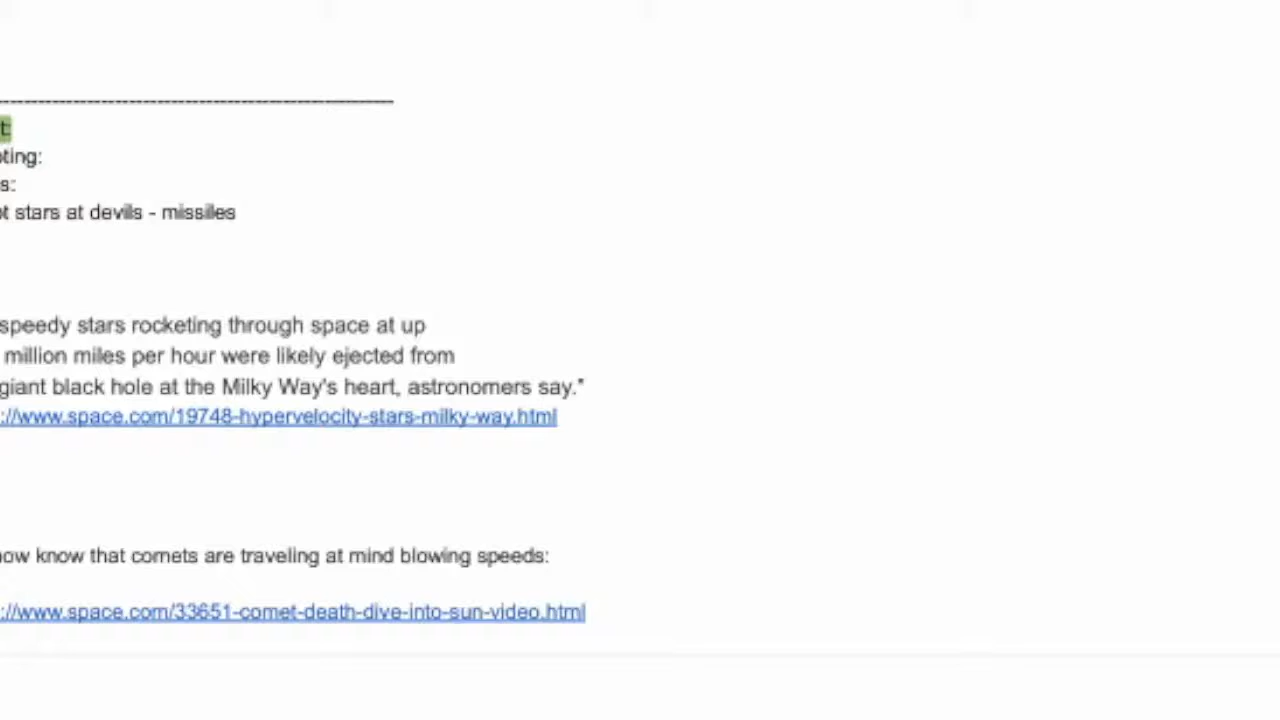 t:
ting:
s:
t stars at devils - missiles
speedy stars rocketing through space at up
million miles per hour were likely ejected from
giant black hole at the Milky Way's heart, astronomers say."
://www.space.com/19748-hypervelocity-stars-milky-way.html
now know that comets are traveling at mind blowing speeds:
://www.space.com/33651-comet-death-dive-into-sun-video.html